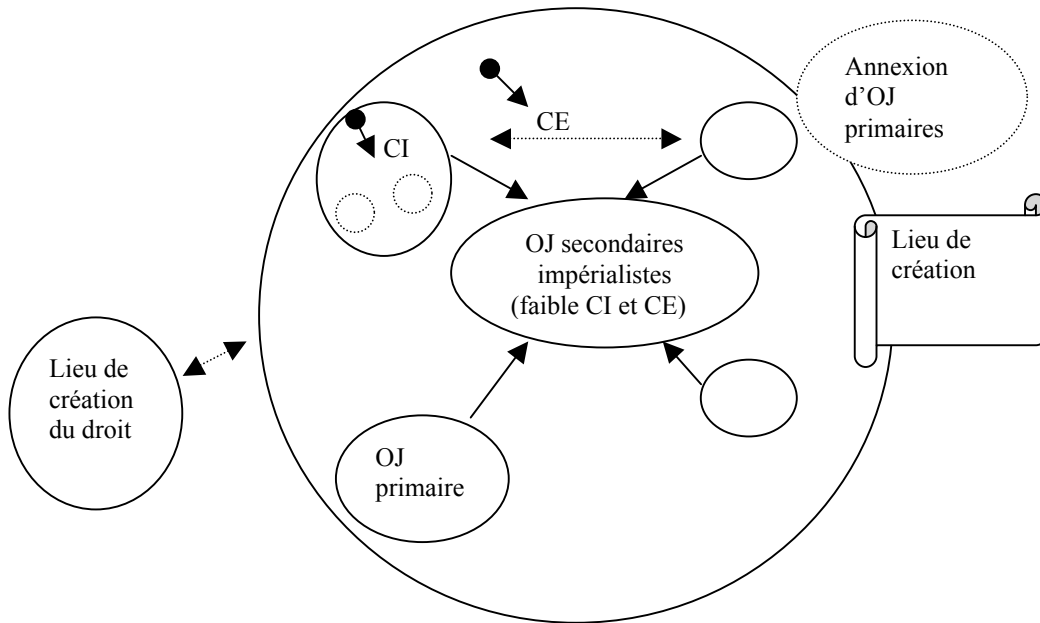 Annexion
d’OJ
primaires
CE
CI
OJ secondaires
impérialistes
(faible CI et CE)
Lieu de
création
Lieu de
création
du droit
OJ
primaire